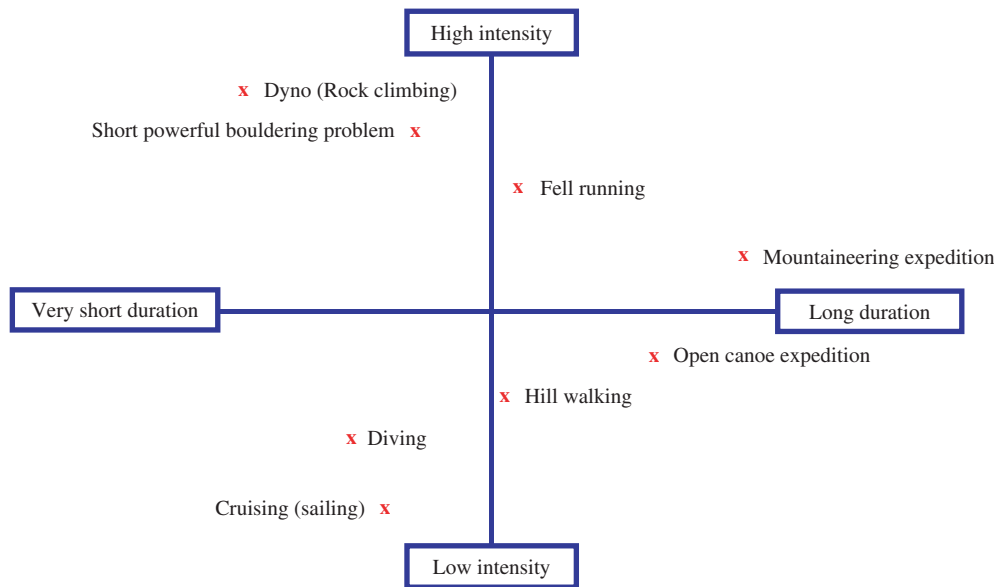 High intensity
x Dyno (Rock climbing)
Short powerful bouldering problem x
x Fell running
x Mountaineering expedition
Very short duration
Long duration
x Open canoe expedition
x Hill walking
x Diving
Cruising (sailing) x
Low intensity